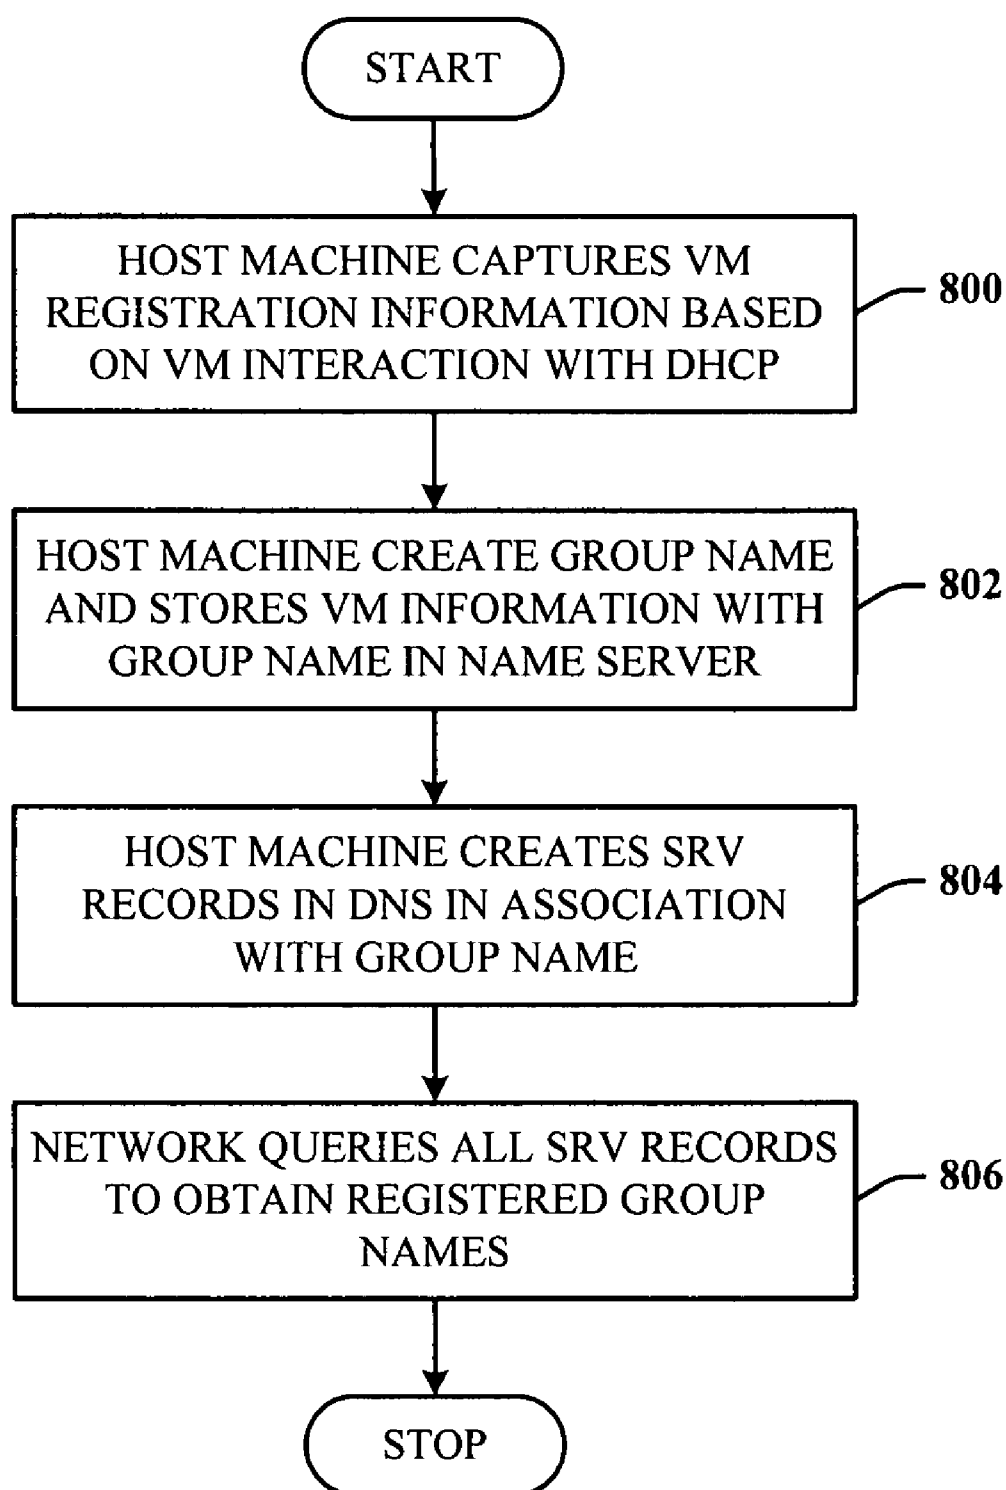 START
HOST MACHINE CAPTURES VM
REGISTRATION INFORMATION BASED
ON VM INTERACTION WITH DHCP
800
HOST MACHINE CREATE GROUP NAME
AND STORES VM INFORMATION WITH
GROUP NAME IN NAME SERVER
802
HOST MACHINE CREATES SRV
RECORDS IN DNS IN ASSOCIATION
WITH GROUP NAME
804
NETWORK QUERIES ALL SRV RECORDS
TO OBTAIN REGISTERED GROUP
NAMES
806
STOP